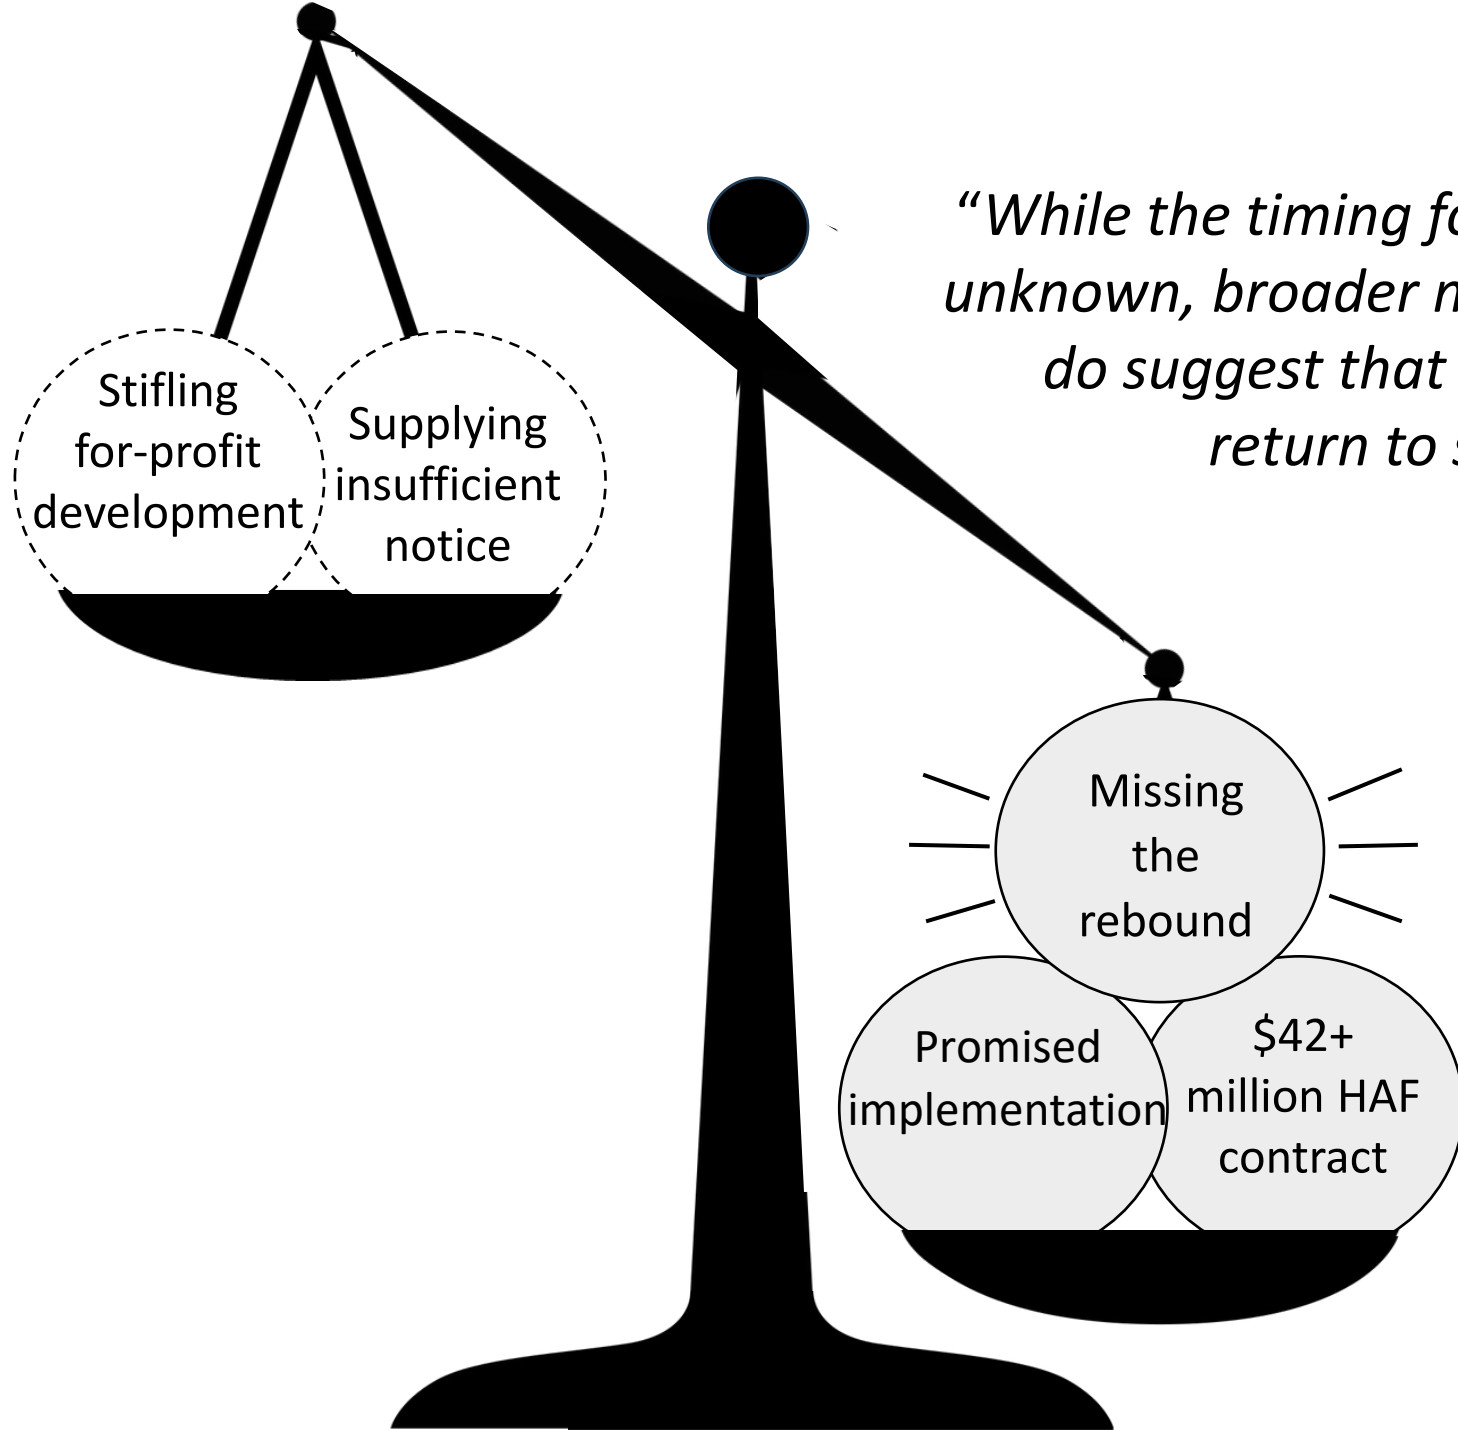 “While the timing
unknown, broader
do suggest that
return to
Stifling
for-profit
development
Supplying
insufficient
notice
Missing
the
rebound
Promised
implementation
$42+
million HAF
contract